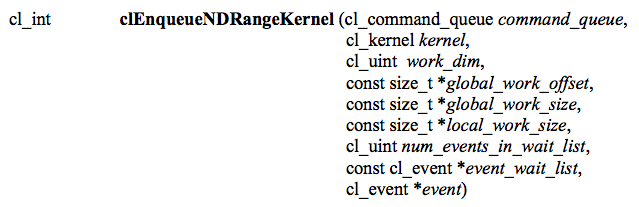 cl_int clEnqueueNDRangeKernel (cl_command_queue command_queue,
cl_kernel kernel,
cl_uint work_dim,
const size_t *global_work_offset,
const size_t *global_work_size,
const size_t *local_work_size,
cl_uint num_events_in_wait_list,
const cl_event *event_wait_list,
cl_event *event)